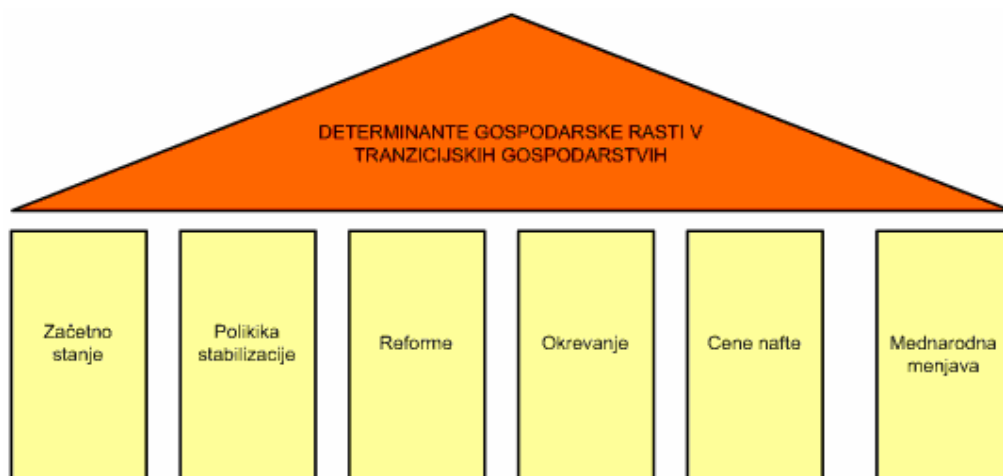 DETERMINANTE GOSPODARSKE RASTI V
TRANZICIJSKIH GOSPODARSTVIH
Začetno
stanje
Polikika
stabilizacije
Reforme
Okrevanje
Cene nafte
Mednarodna
menjava